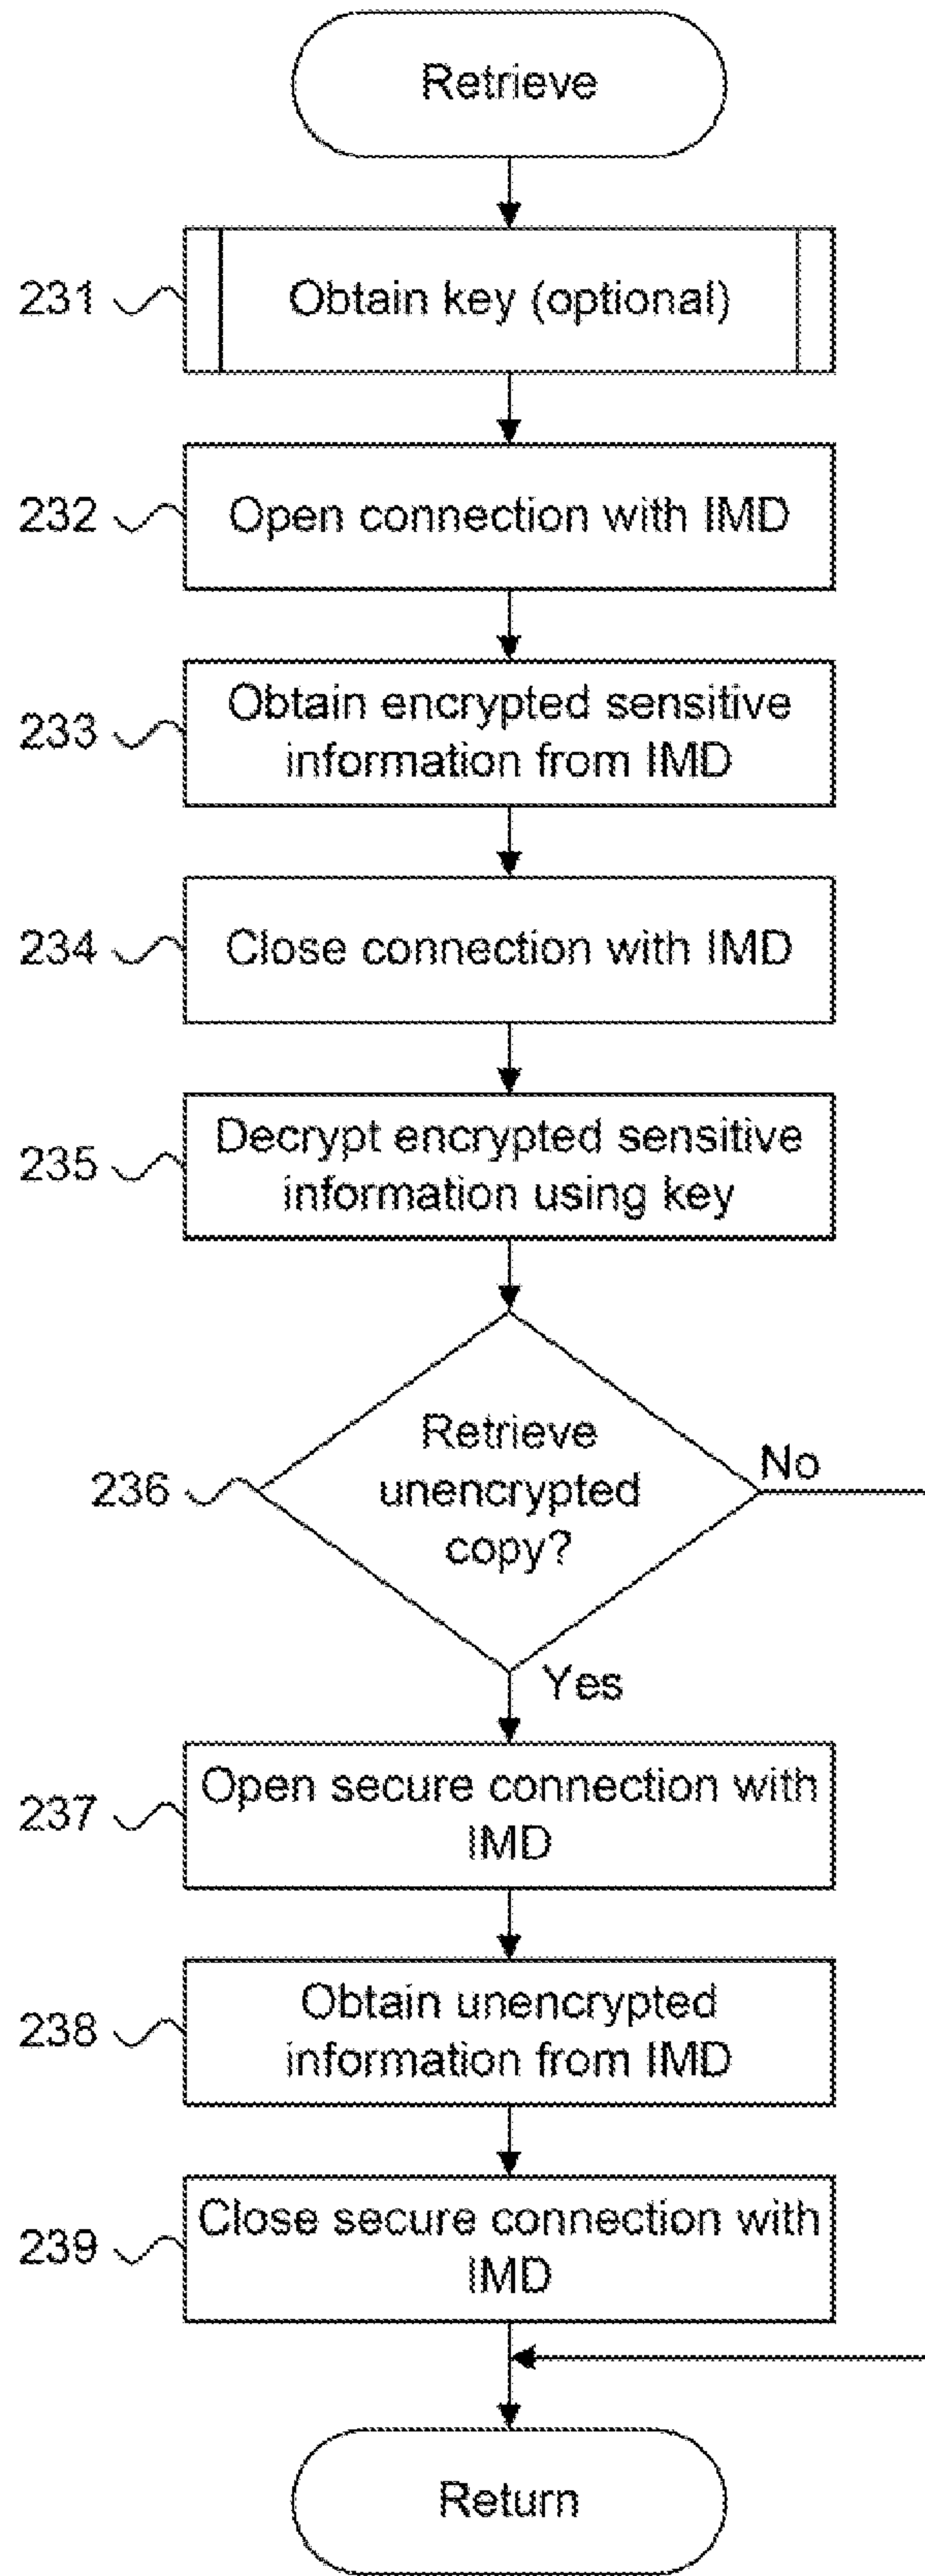 Retrieve
231
Obtain key (optional)
232
Open connection with IMD
233
Obtain encrypted sensitive
information from IMD
234
Close connection with IMD
235
Decrypt encrypted sensitive
information using key
236
Retrieve
unencrypted
copy?
No
Yes
237
Open secure connection with
IMD
238
Obtain unencrypted
information from IMD
239
Close secure connection with
IMD
Return